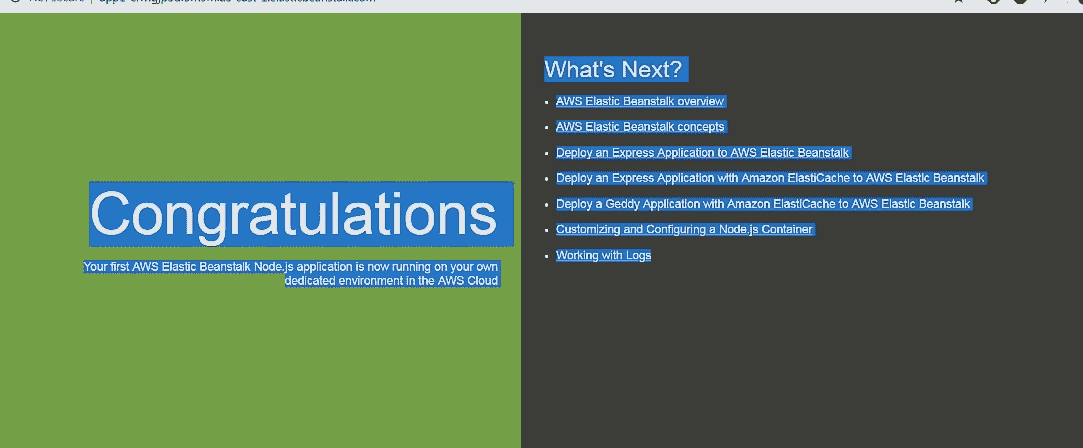 Congratulations
Your first AWS Elastic Beanstalk Node.js application is now running on your own
dedicated environment in the AWS Cloud
What's Next?
AWS Elastic Beanstalk overview
AWS Elastic Beanstalk concepts
Deploy an Express Application to AWS Elastic Beanstalk
Deploy an Express Application with Amazon ElastiCache to AWS Elastic Beanstalk
Deploy a Geddy Application with Amazon ElastiCache to AWS Elastic Beanstalk
Customizing and Configuring a Node.js Container
Working with Logs